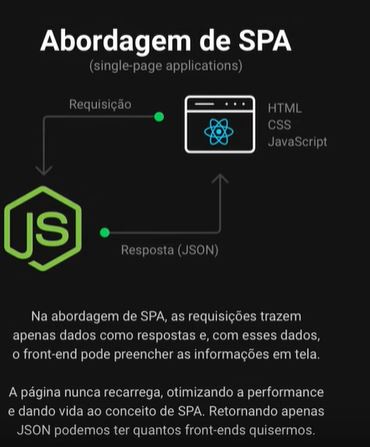 Abordagem de SPA
(single-page applications)
Requisição
HTML
CSS
JavaScript
JS
Resposta (JSON)
Na abordagem de SPA, as requisições trazem
apenas dados como respostas e, com esses dados,
o front-end pode preencher as informações em tela.
A página nunca recarrega, otimizando a performance
e dando vida ao conceito de SPA. Retornando apenas
JSON podemos ter quantos front-ends quisermos.